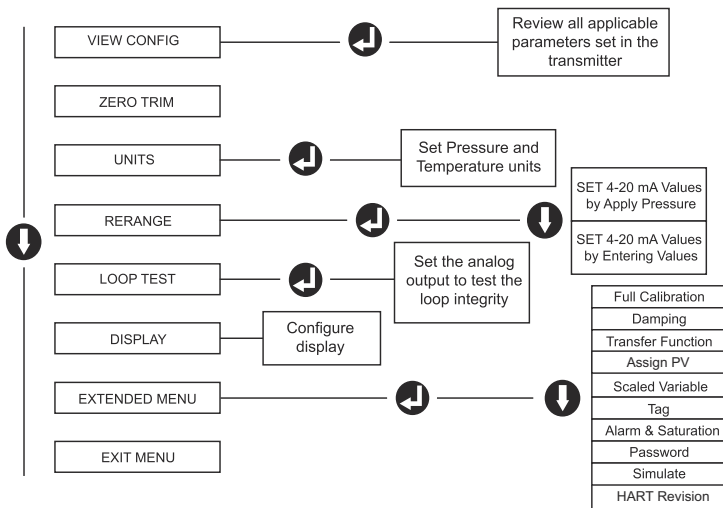 VIEW CONFIG
Review all applicable
parameters set in the
transmitter
ZERO TRIM
UNITS
Set Pressure and
Temperature units
RERANGE
SET 4-20 mA Values
by Apply Pressure
SET 4-20 mA Values
by Entering Values
LOOP TEST
Set the analog
output to test the
loop integrity
DISPLAY
Configure
display
EXTENDED MENU
Full Calibration
Damping
Transfer Function
Assign PV
Scaled Variable
Tag
Alarm & Saturation
Password
Simulate
HART Revision
EXIT MENU